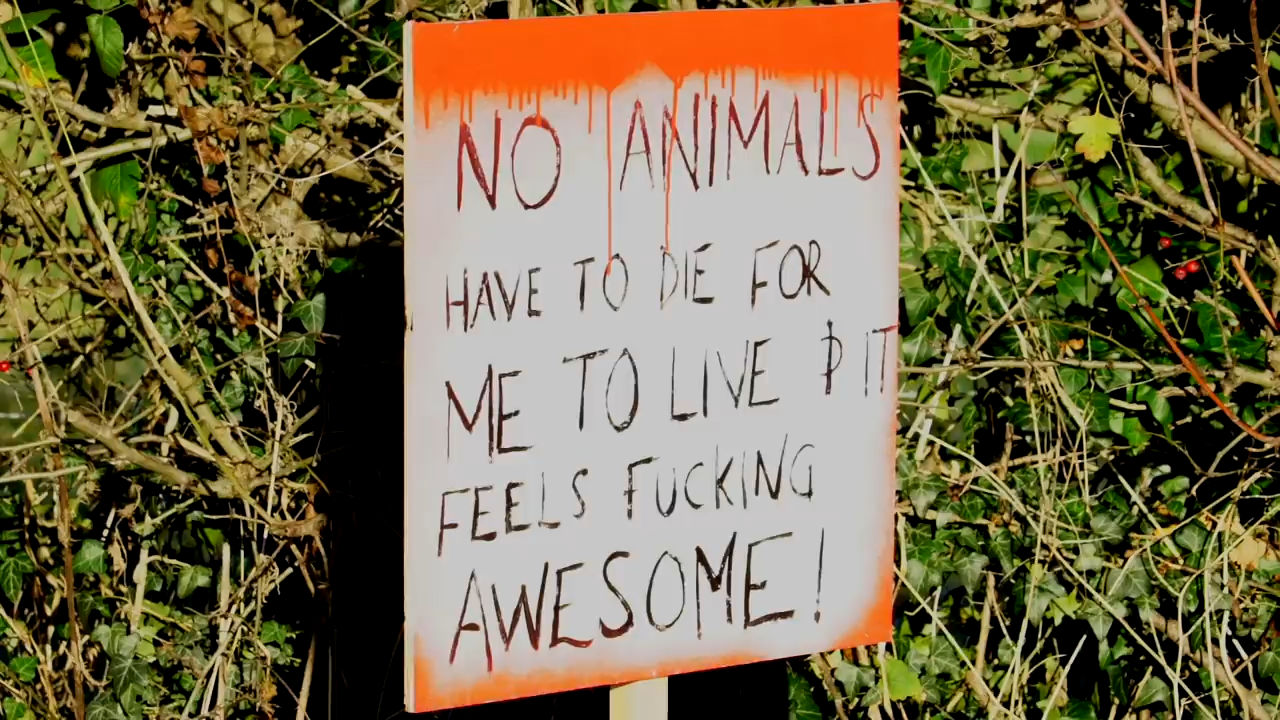 NO ANIMALS
HAVE TO DIE FOR
ME TO LIVE & IT
FEELS FUCKING
AWESOME!